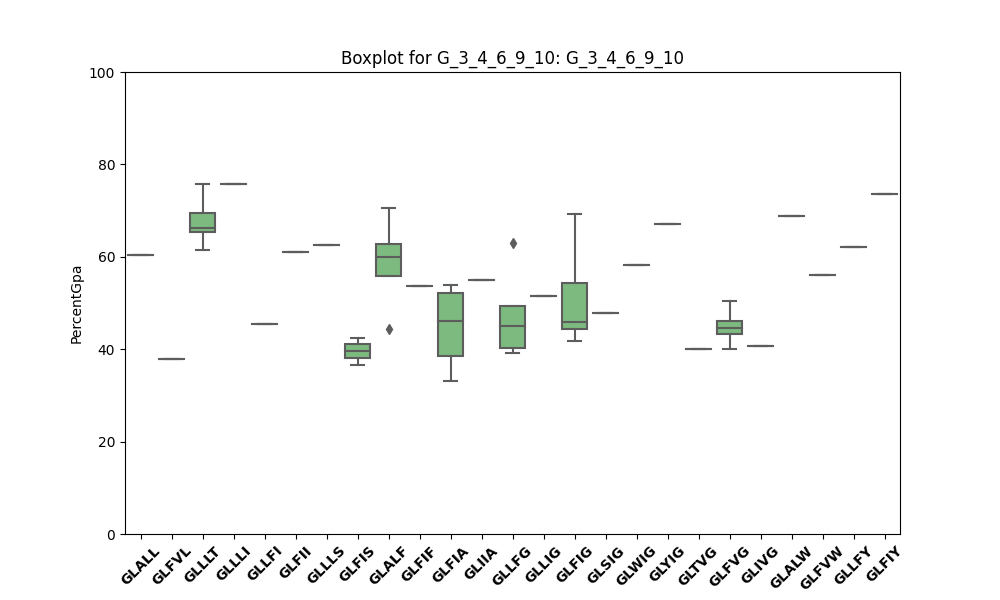 Boxplot for G_3_4_6_9_10: G_3_4_6_9_10
PercentGpa
100
80
60
40
20
0
GLALL
GLFVL
GLLLT
GLLLI
GLLFI
GLFII
GLLLS
GLFIS
GLALF
GLFIF
GLFIA
GLIIA
GLLFG
GLLIG
GLFIG
GLSIG
GLWIG
GLYIG
GLTVG
GLFVG
GLIVG
GLALW
GLFVW
GLLFY
GLFIY